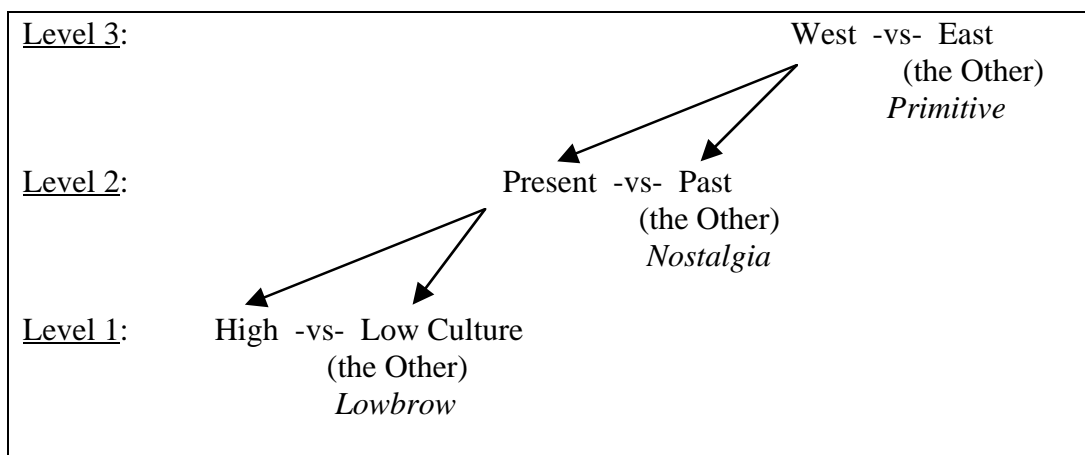 Level 3: West -vs- East
(the Other)
Primitive
Level 2: Present -vs- Past
(the Other)
Nostalgia
Level 1: High -vs- Low Culture
(the Other)
Lowbrow